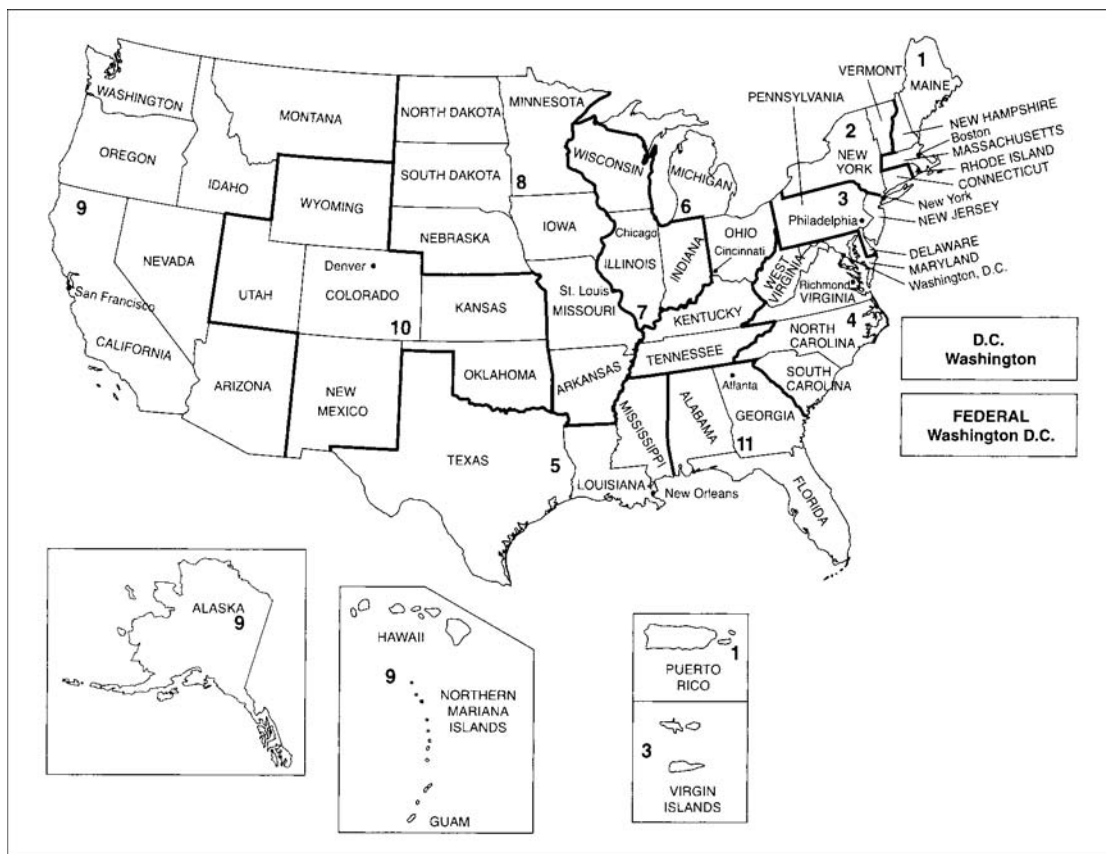 1
MAINE
VERMONT
PENNSYLVANIA
NEW HAMPSHIRE
Boston
MASSACHUSETTS
RHODE ISLAND
CONNECTICUT
New York
NEW JERSEY
DELAWARE
MARYLAND
Washington, D.C.
2
NEW
YORK
3
Philadelphia
WASHINGTON
MONTANA
NORTH DAKOTA
MINNESOTA
OREGON
IDAHO
SOUTH DAKOTA
8
WISCONSIN
MICHIGAN
6
9
WYOMING
NEVADA
NEBRASKA
IOWA
Chicago
ILLINOIS
INDIANA
OHIO
Cincinnati
WEST
VIRGINIA
Richmond
VIRGINIA
San Francisco
UTAH
Denver
COLORADO
10
KANSAS
St. Louis
MISSOURI
7
KENTUCKY
4
NORTH
CAROLINA
CALIFORNIA
ARIZONA
NEW
MEXICO
OKLAHOMA
ARKANSAS
TENNESSEE
SOUTH
CAROLINA
Atlanta
GEORGIA
11
ALABAMA
MISSISSIPPI
TEXAS
5
LOUISIANA
New Orleans
FLORIDA
D.C.
Washington
FEDERAL
Washington D.C.
ALASKA
9
HAWAII
9
NORTHERN
MARIANA
ISLANDS
GUAM
1
PUERTO
RICO
3
VIRGIN
ISLANDS